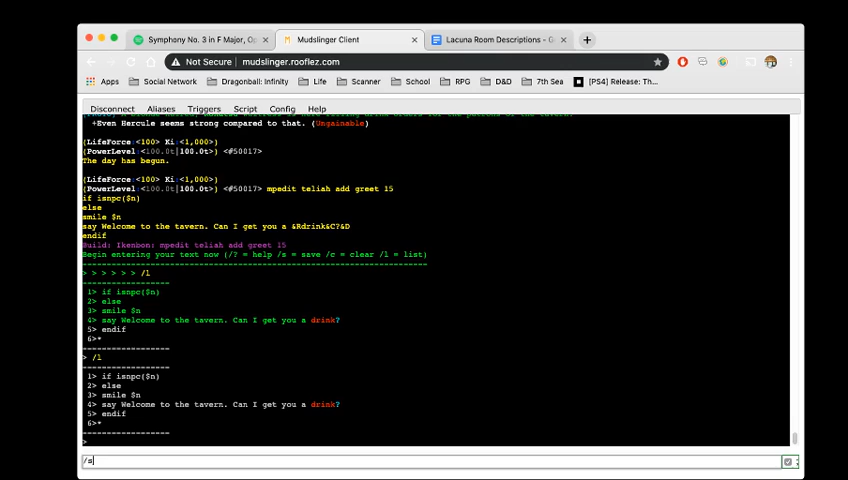 Symphony No. 3 in F Major, Op
Mudslinger Client
Lacuna Room Descriptions - G
Not Secure | mudslinger.rooflez.com
Apps Social Network Dragonball: Infinity Life Scanner School RPG D&D 7th Sea [PS4] Release: Th...
Disconnect Aliases Triggers Script Config Help
+Even Hercule seems strong compared to that. (Ungainable)
{LifeForce:<100> Ki:<1,000>}
{PowerLevel:<100.0t|100.0t>} <#50017>
The day has begun.
{LifeForce:<100> Ki:<1,000>}
{PowerLevel:<100.0t|100.0t>} <#50017> mpedit teliah add greet 15
if isnpc($n)
else
smile $n
say Welcome to the tavern. Can I get you a &Rdrink&C?&D
endif
Build: Ikenbon: mpedit teliah add greet 15
Begin entering your text now (/? = help /s = save /c = clear /l = list)
-----------------------------------------------------------------------
> > > > > > /l
------------------
1> if isnpc($n)
2> else
3> smile $n
4> say Welcome to the tavern. Can I get you a drink?
5> endif
6>*
------------------
> /l
------------------
1> if isnpc($n)
2> else
3> smile $n
4> say Welcome to the tavern. Can I get you a drink?
5> endif
6>*
------------------
>
/s